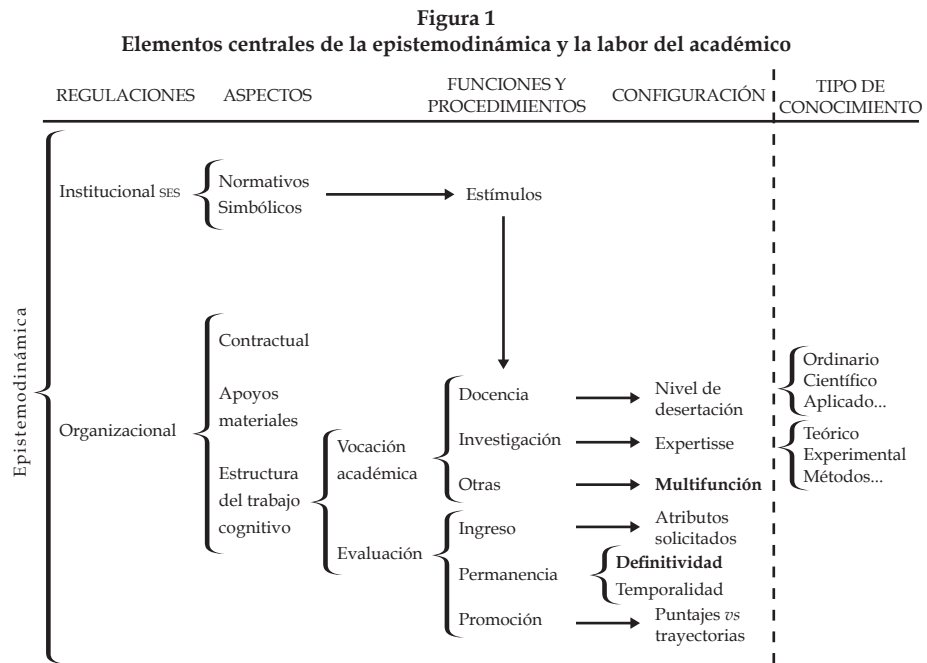 Figura 1
Elementos centrales de la epistemodinámica y la labor del académico
REGULACIONES
ASPECTOS
FUNCIONES Y
PROCEDIMIENTOS
CONFIGURACIÓN
TIPO DE
CONOCIMIENTO
Epistemodinámica
Institucional SES
Normativos
Simbólicos
Estímulos
Organizacional
Contractual
Apoyos
materiales
Estructura
del trabajo
cognitivo
Vocación
académica
Evaluación
Docencia
Investigación
Otras
Ingreso
Permanencia
Promoción
Nivel de
desertación
Expertisse
Multifunción
Atributos
solicitados
Definitividad
Temporalidad
Puntajes vs
trayectorias
Ordinario
Científico
Aplicado...
Teórico
Experimental
Métodos...